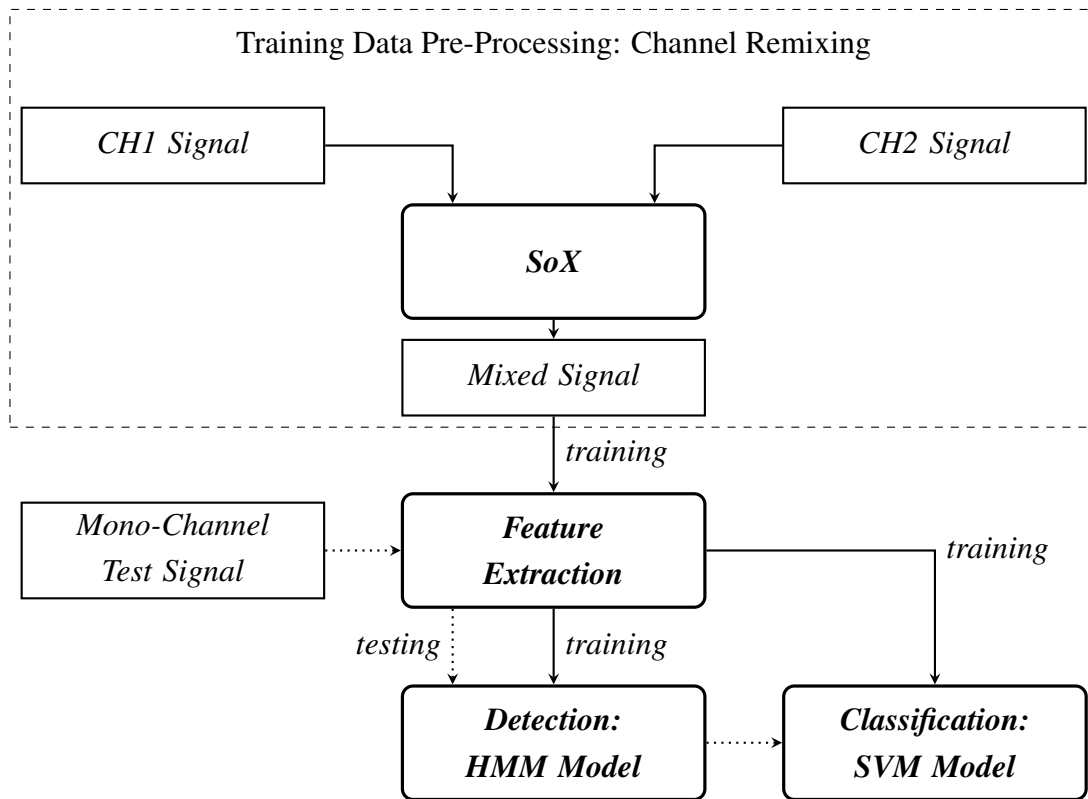 Training Data Pre-Processing: Channel Remixing
CH1 Signal
CH2 Signal
SoX
Mixed Signal
training
Mono-Channel
Test Signal
Feature
Extraction
training
testing
training
Detection:
HMM Model
Classification:
SVM Model